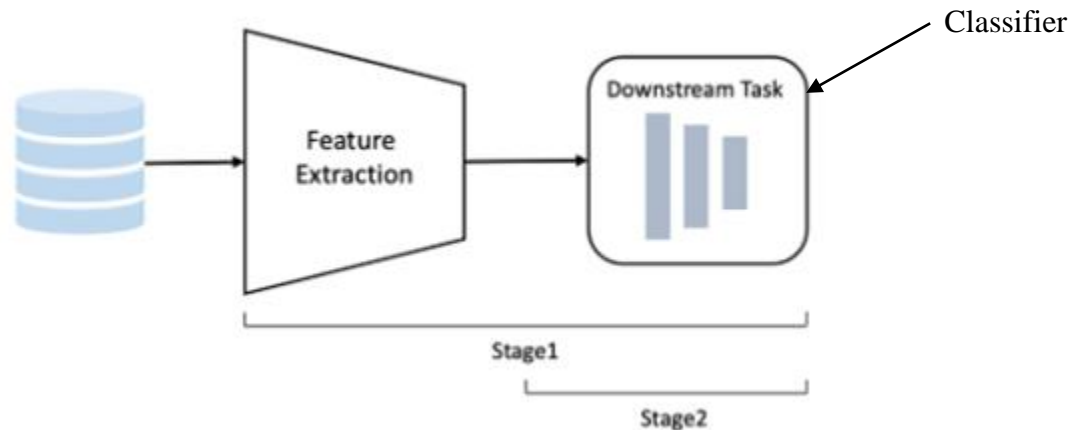 Classifier
Downstream Task
Feature
Extraction
Stage1
Stage2